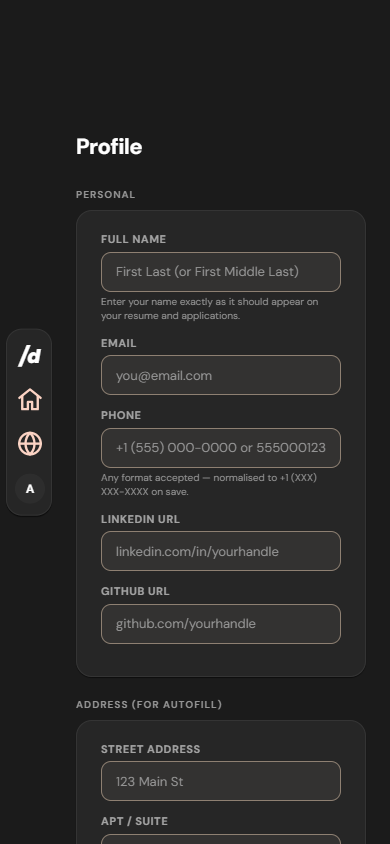 Profile
PERSONAL
FULL NAME
First Last (or First Middle Last)
Enter your name exactly as it should appear on
your resume and applications.
EMAIL
you@email.com
PHONE
+1 (555) 000-0000 or 555000123
Any format accepted — normalised to +1 (XXX)
XXX-XXXX on save.
LINKEDIN URL
linkedin.com/in/yourhandle
GITHUB URL
github.com/yourhandle
/d
A
ADDRESS (FOR AUTOFILL)
STREET ADDRESS
123 Main St
APT / SUITE